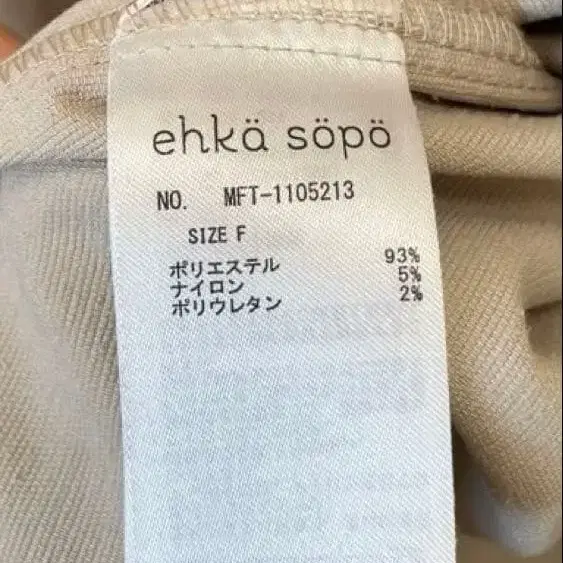 ehkä söpö
NO. MFT-1105213
SIZE F
ポリエステル 93%
ナイロン 5%
ポリウレタン 2%